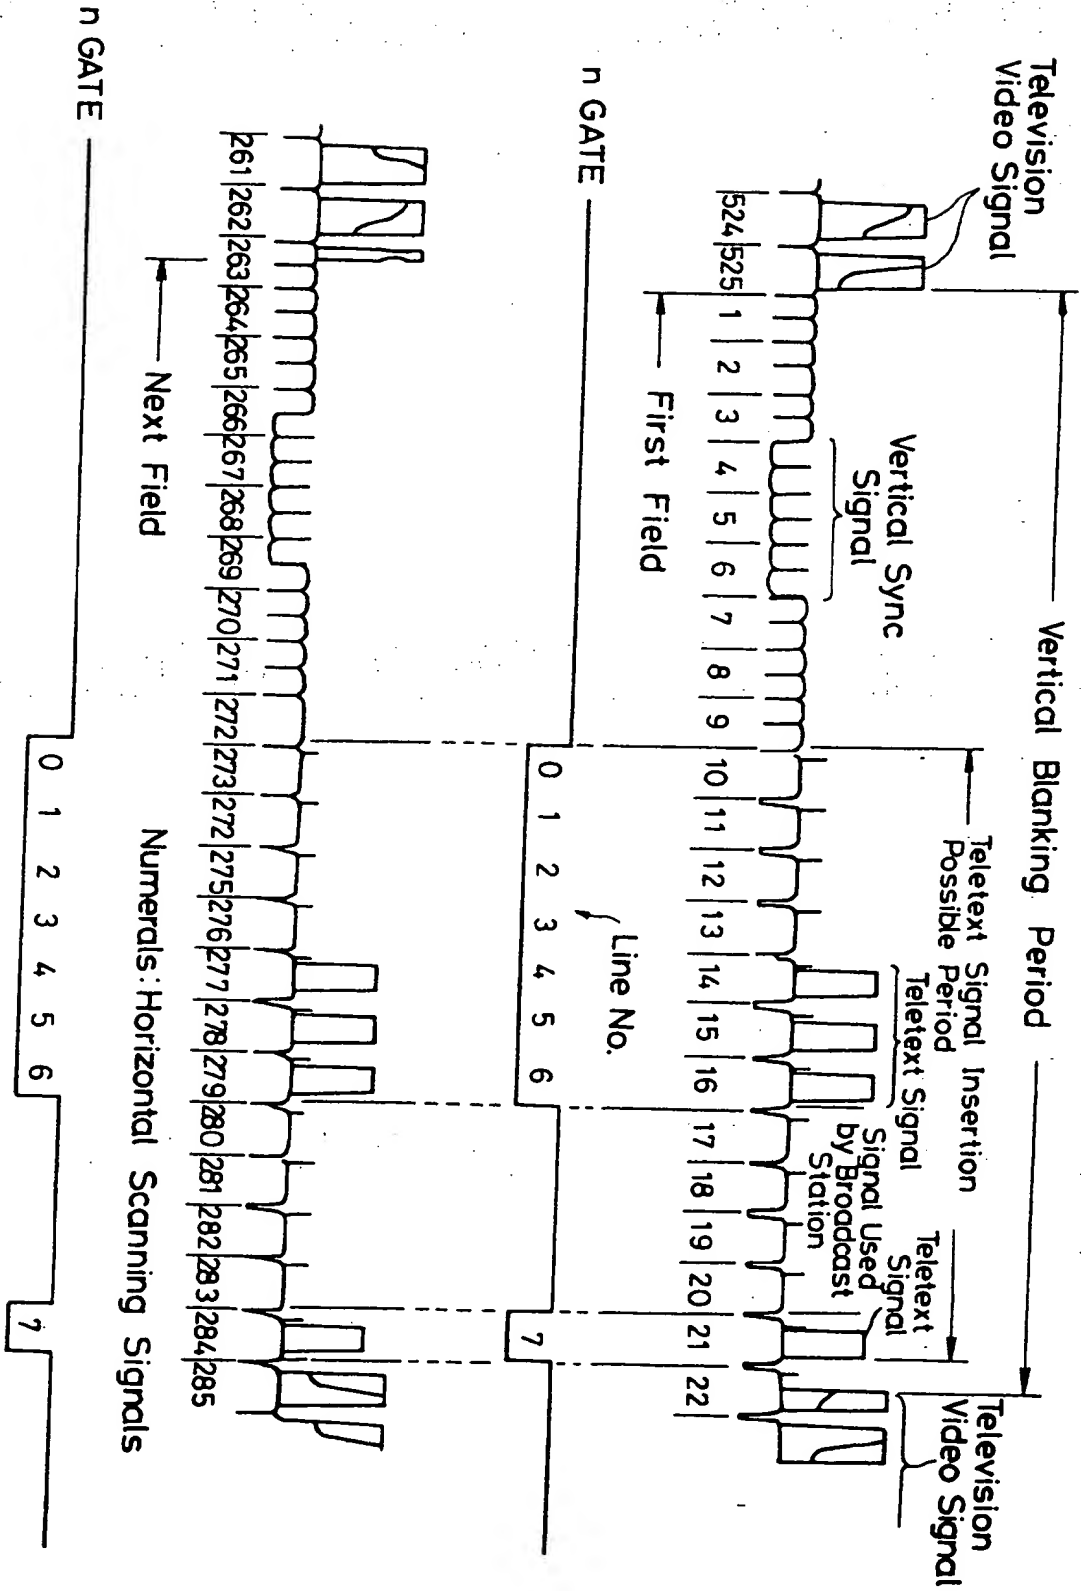 Television
Video Signal
Vertical Blanking Period
Teletext Signal Insertion
Possible Period
Teletext Signal
Vertical Sync
Signal
Signal Used
by Broadcast
Station
Teletext
Signal
Television
Video Signal
524 525 1 2 3 4 5 6 7 8 9 10 11 12 13 14 15 16 17 18 19 20 21 22
First Field
Line No.
n GATE
0 1 2 3 4 5 6 7
261 262 263 264 265 266 267 268 269 270 271 272 273 272 275 276 277 278 279 280 281 282 283 284 285
Next Field
Numerals: Horizontal Scanning Signals
n GATE
0 1 2 3 4 5 6 7